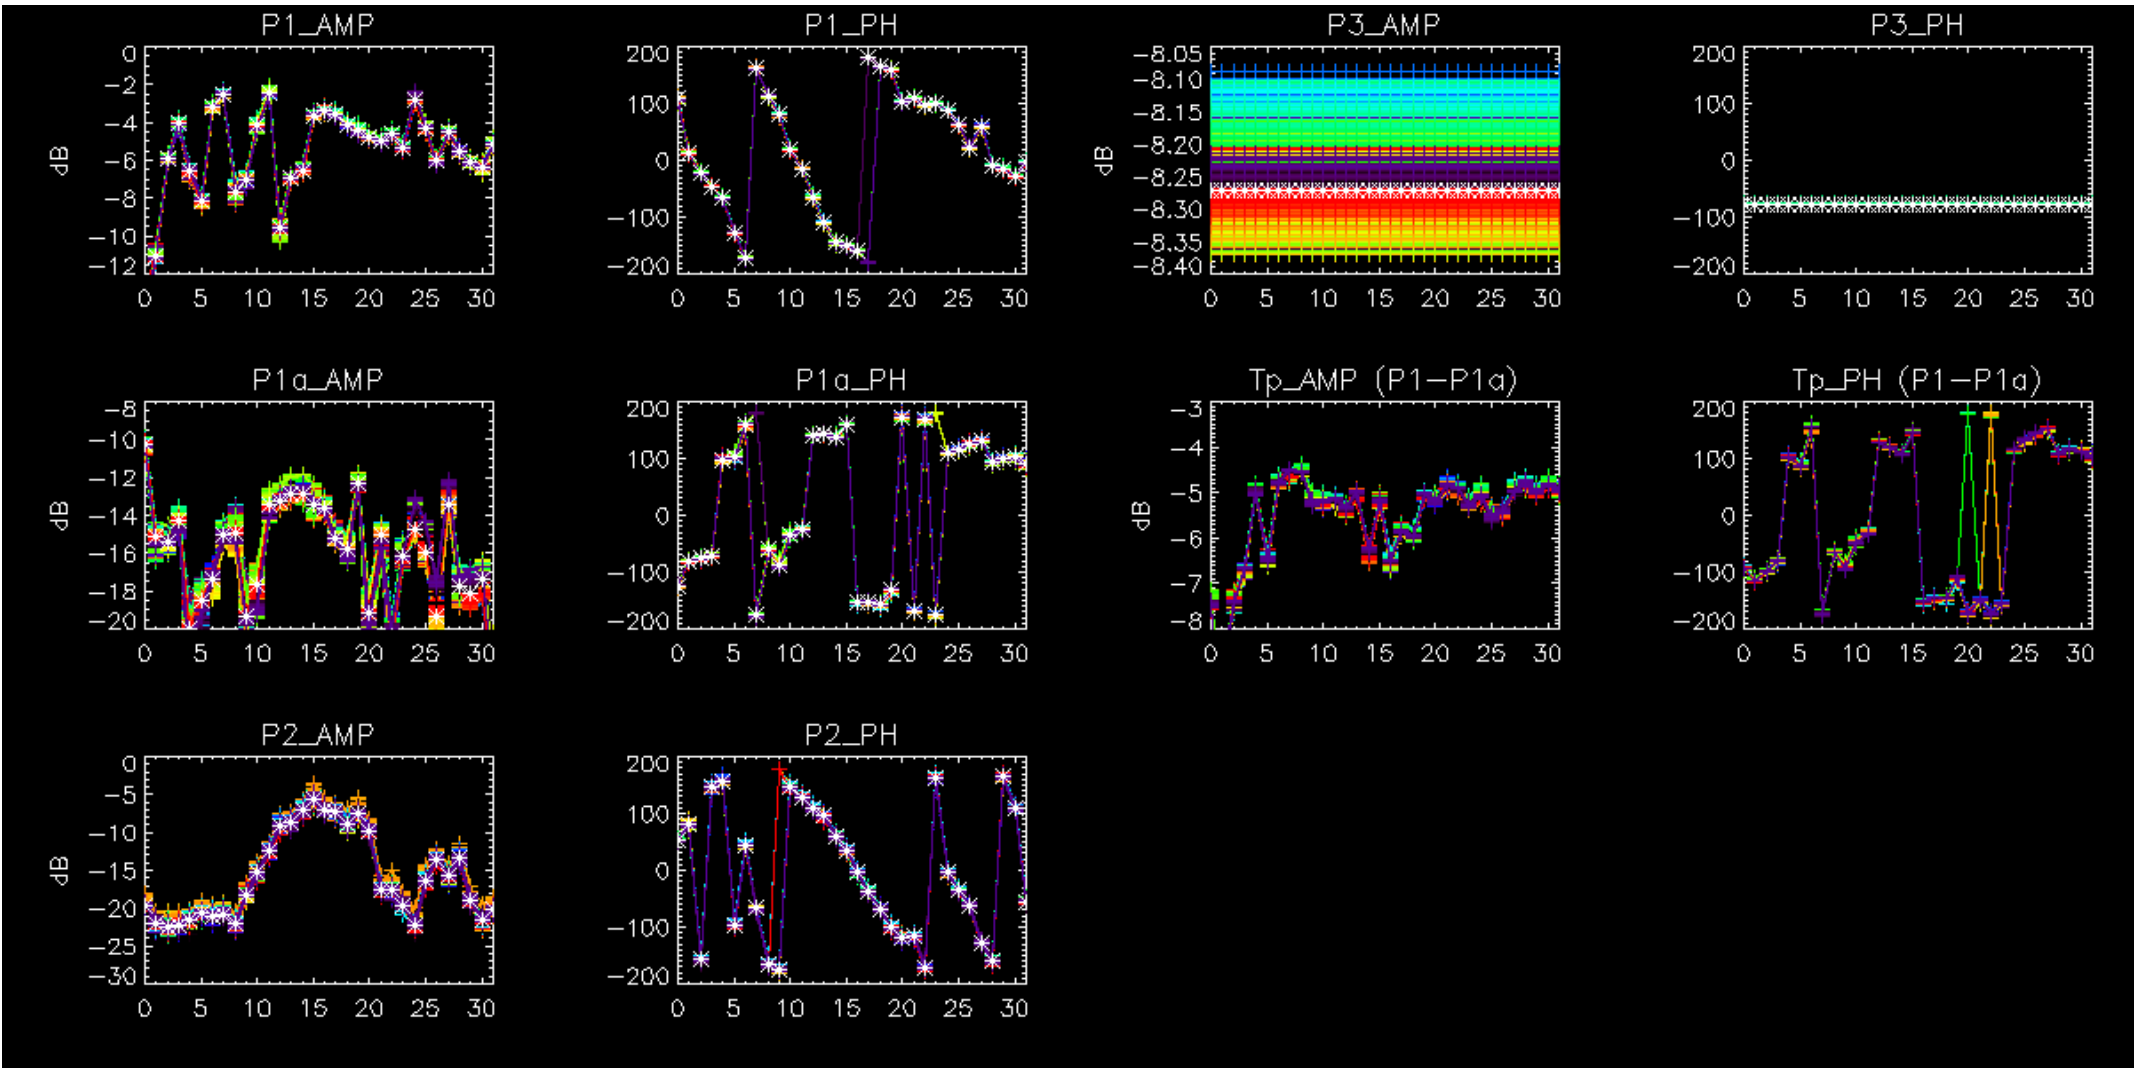 P1_AMP
P1_PH
P3_AMP
P3_PH
0
−2
−4
−6
−8
−10
−12
dB
0 5 10 15 20 25 30
200
100
0
−100
−200
0 5 10 15 20 25 30
−8.05
−8.10
−8.15
−8.20
−8.25
−8.30
−8.35
−8.40
dB
0 5 10 15 20 25 30
200
100
0
−100
−200
0 5 10 15 20 25 30
P1a_AMP
P1a_PH
Tp_AMP (P1−P1a)
Tp_PH (P1−P1a)
−8
−10
−12
−14
−16
−18
−20
dB
0 5 10 15 20 25 30
200
100
0
−100
−200
0 5 10 15 20 25 30
−3
−4
−5
−6
−7
−8
dB
0 5 10 15 20 25 30
200
100
0
−100
−200
0 5 10 15 20 25 30
P2_AMP
P2_PH
0
−5
−10
−15
−20
−25
−30
dB
0 5 10 15 20 25 30
200
100
0
−100
−200
0 5 10 15 20 25 30